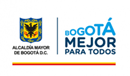 ALCALDÍA MAYOR
DE BOGOTÁ D.C.
BOGOTÁ
MEJOR
PARA TODOS